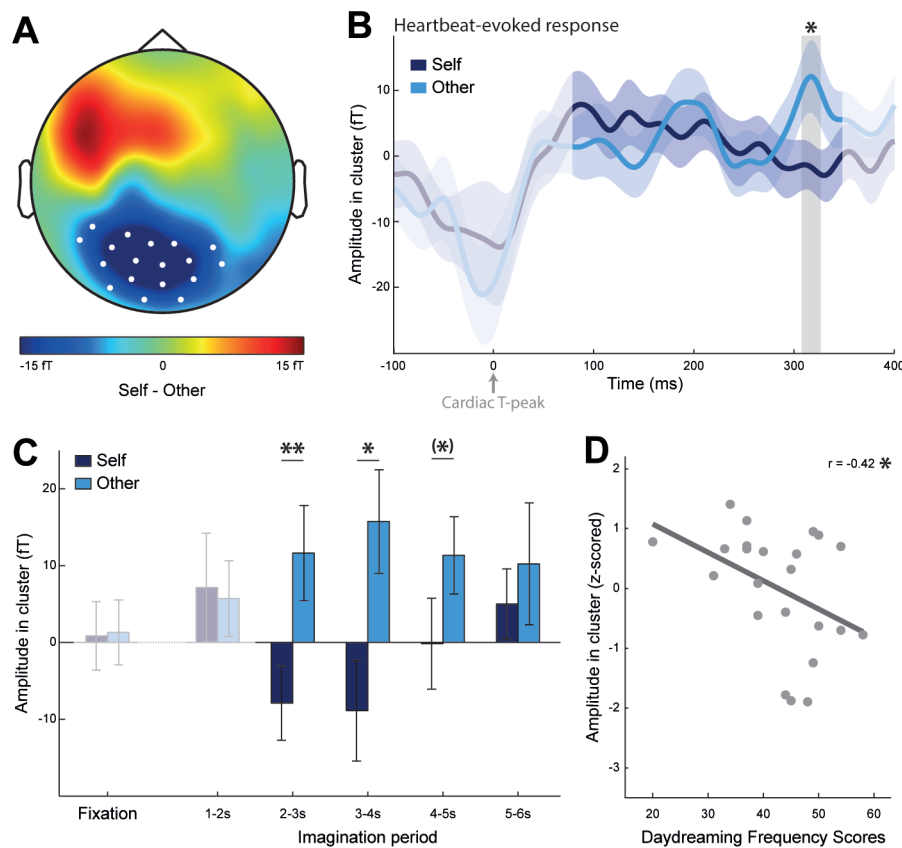 A
-15 fT 0 15 fT
Self - Other
B
Heartbeat-evoked response
*
Self
Other
Amplitude in cluster (fT)
10
0
-10
-20
-100 0 100 200 300 400
Time (ms)
Cardiac T-peak
C
Self
Other
** * (*)
Amplitude in cluster (fT)
20
10
0
-10
Fixation 1-2s 2-3s 3-4s 4-5s 5-6s
Imagination period
D
r = -0.42 *
Amplitude in cluster (z-scored)
2
1
0
-1
-2
-3
20 30 40 50 60
Daydreaming Frequency Scores